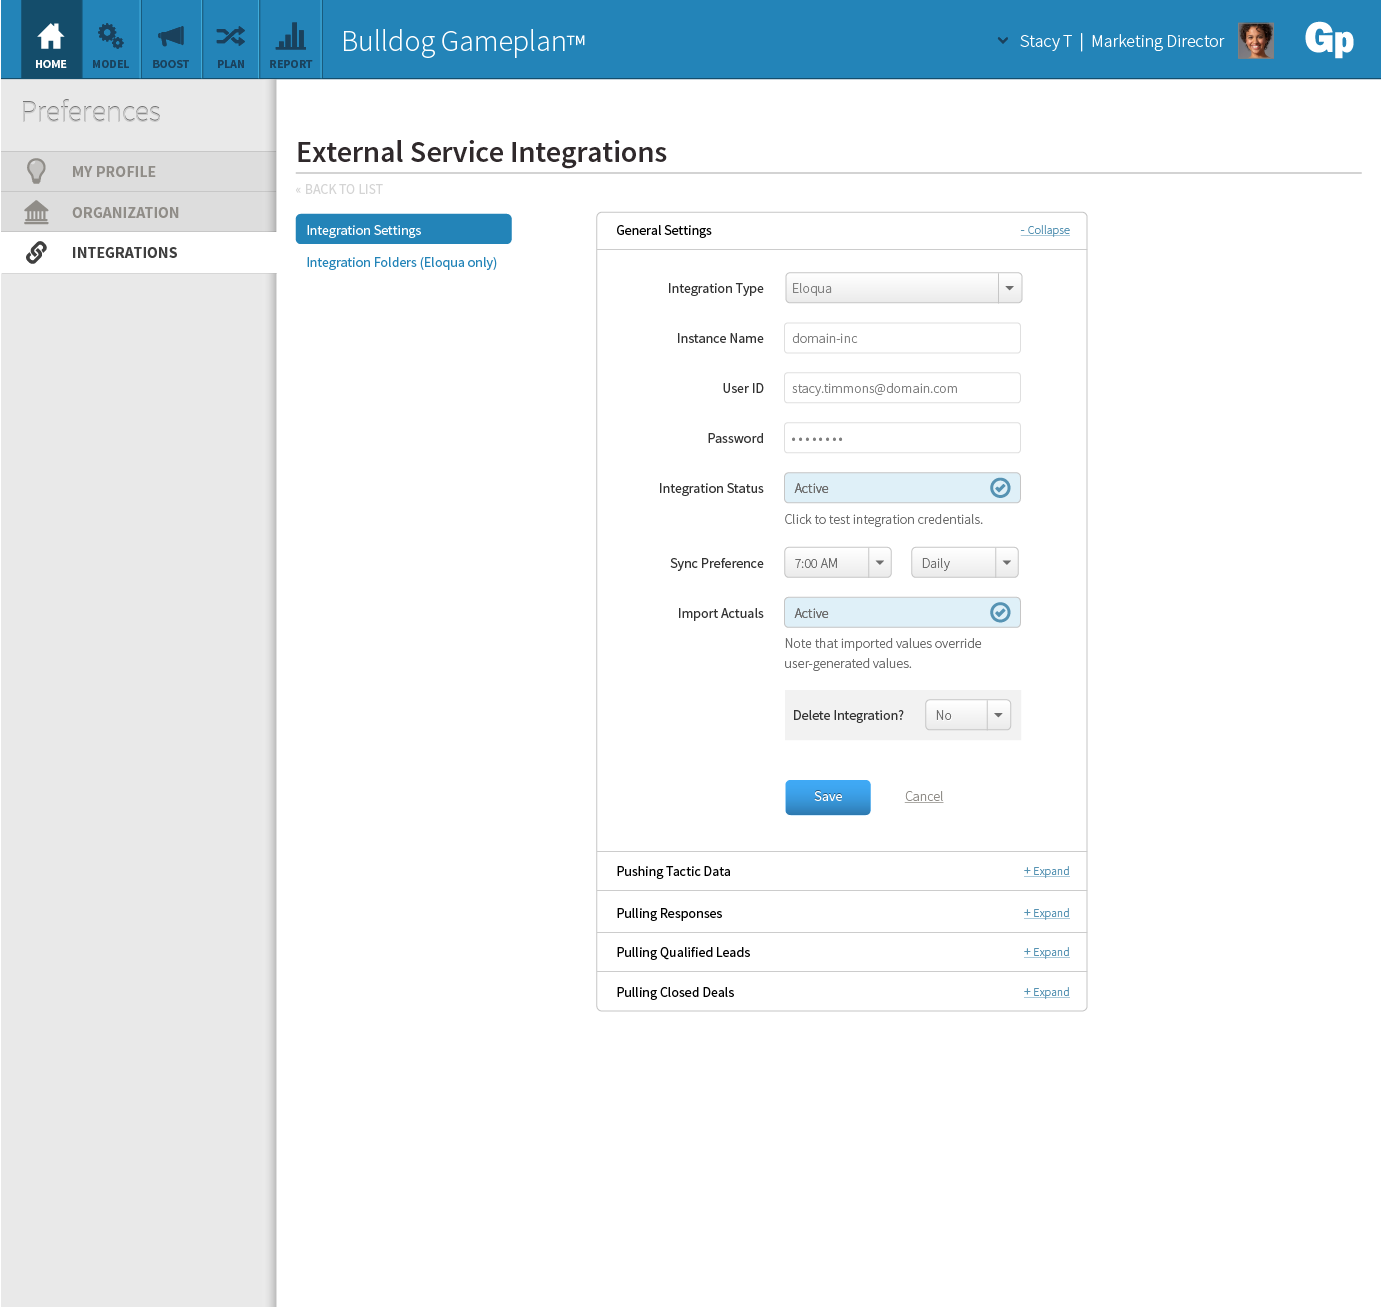 HOME
MODEL
BOOST
PLAN
REPORT
Bulldog Gameplan™
Stacy T | Marketing Director
Gp
Preferences
MY PROFILE
ORGANIZATION
INTEGRATIONS
External Service Integrations
« BACK TO LIST
Integration Settings
Integration Folders (Eloqua only)
General Settings
- Collapse
Integration Type
Eloqua
Instance Name
domain-inc
User ID
stacy.timmons@domain.com
Password
••••••••
Integration Status
Active
Click to test integration credentials.
Sync Preference
7:00 AM
Daily
Import Actuals
Active
Note that imported values override
user-generated values.
Delete Integration?
No
Save
Cancel
Pushing Tactic Data
+ Expand
Pulling Responses
+ Expand
Pulling Qualified Leads
+ Expand
Pulling Closed Deals
+ Expand